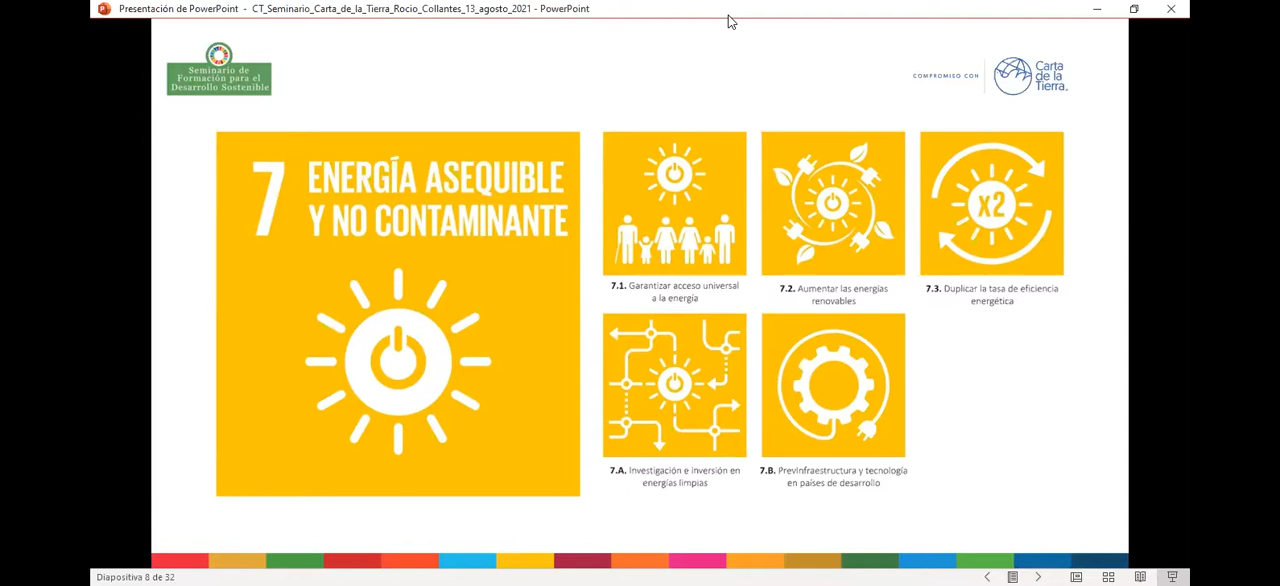 Presentación de PowerPoint - CT_Seminario_Carta_de_la_Tierra_Rocio_Collantes_13_agosto_2021 - PowerPoint
Seminario de
Formación para el
Desarrollo Sostenible
COMPROMISO CON
Carta
de la
Tierra.
7 ENERGÍA ASEQUIBLE
Y NO CONTAMINANTE
X2
7.1. Garantizar acceso universal
a la energía
7.2. Aumentar las energías
renovables
7.3. Duplicar la tasa de eficiencia
energética
7.A. Investigación e inversión en
energías limpias
7.B. PrevInfraestructura y tecnología
en países de desarrollo
Diapositiva 8 de 32